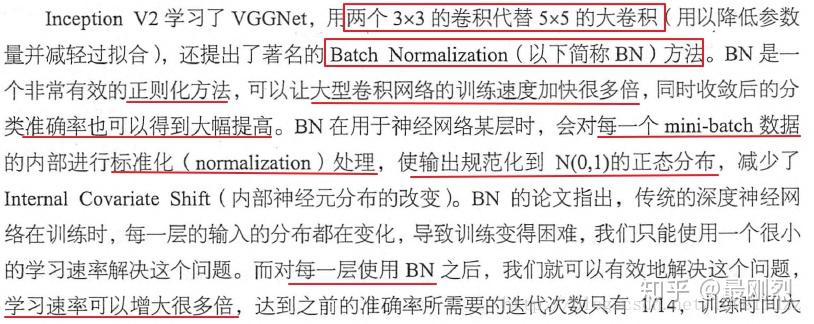 Inception V2 学习了 VGGNet，用两个 3×3 的卷积代替 5×5 的大卷积（用以降低参数
量并减轻过拟合），还提出了著名的 Batch Normalization（以下简称 BN）方法。BN 是一
个非常有效的正则化方法，可以让大型卷积网络的训练速度加快很多倍，同时收敛后的分
类准确率也可以得到大幅提高。BN 在用于神经网络某层时，会对每一个 mini-batch 数据
的内部进行标准化（normalization）处理，使输出规范化到 N(0,1)的正态分布，减少了
Internal Covariate Shift（内部神经元分布的改变）。BN 的论文指出，传统的深度神经网
络在训练时，每一层的输入的分布都在变化，导致训练变得困难，我们只能使用一个很小
的学习速率解决这个问题。而对每一层使用 BN 之后，我们就可以有效地解决这个问题，
学习速率可以增大很多倍，达到之前的准确率所需要的迭代次数只有 1/14，训练时间大
知乎 @最刚烈